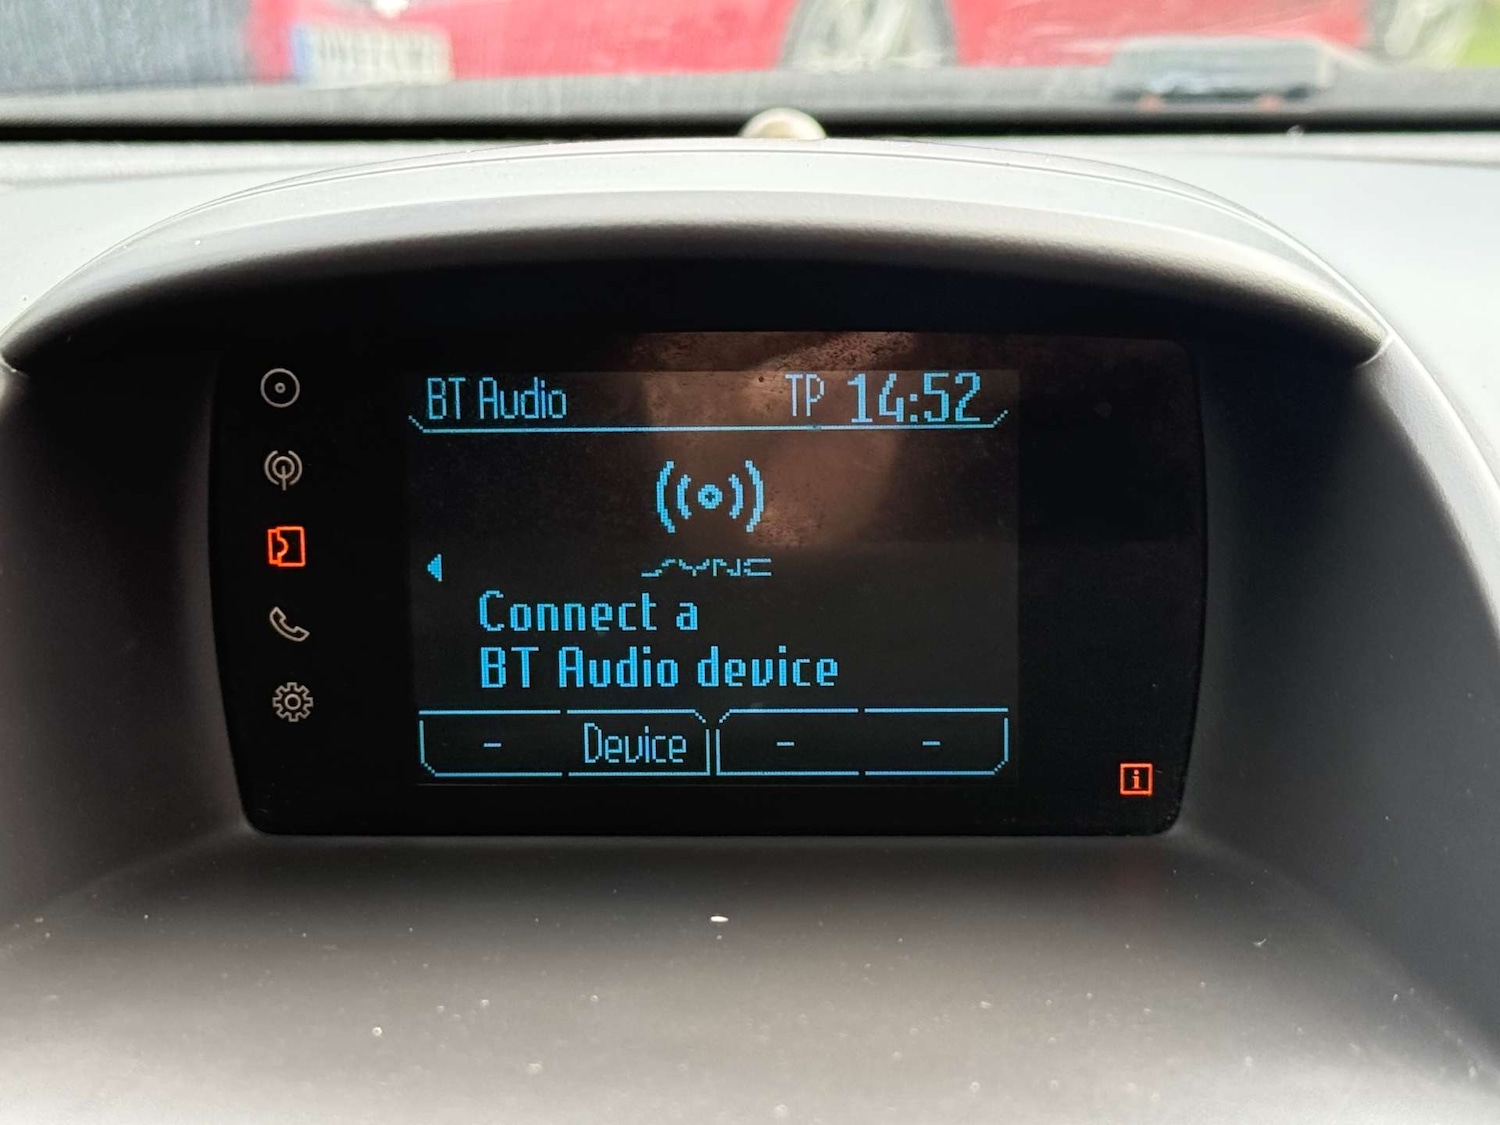 BT Audio TP 14:52
SYNC
Connect a
BT Audio device
- Device - -
i